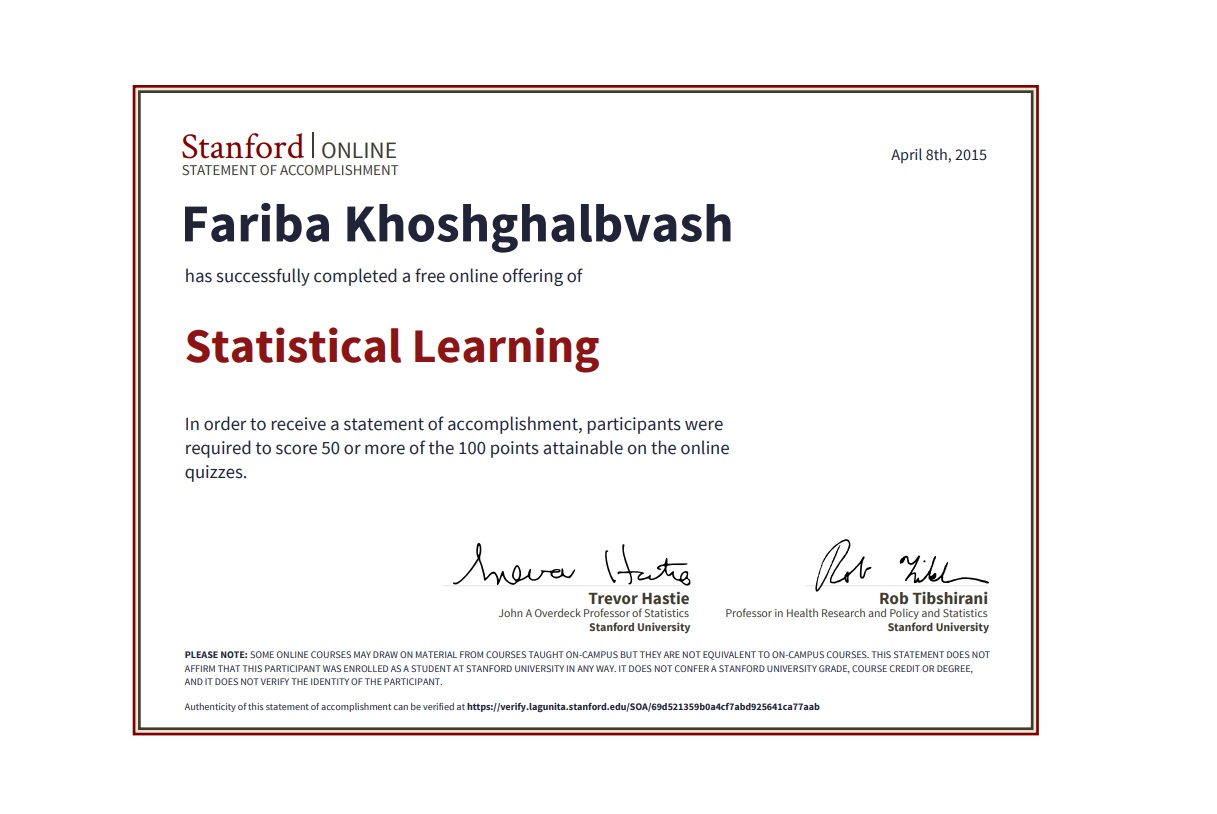 Stanford | ONLINE
STATEMENT OF ACCOMPLISHMENT
April 8th, 2015
Fariba Khoshghalbvash
has successfully completed a free online offering of
Statistical Learning
In order to receive a statement of accomplishment, participants were
required to score 50 or more of the 100 points attainable on the online
quizzes.
Trevor Hastie
John A Overdeck Professor of Statistics
Stanford University
Rob Tibshirani
Professor in Health Research and Policy and Statistics
Stanford University
PLEASE NOTE: SOME ONLINE COURSES MAY DRAW ON MATERIAL FROM COURSES TAUGHT ON-CAMPUS BUT THEY ARE NOT EQUIVALENT TO ON-CAMPUS COURSES. THIS STATEMENT DOES NOT
AFFIRM THAT THIS PARTICIPANT WAS ENROLLED AS A STUDENT AT STANFORD UNIVERSITY IN ANY WAY. IT DOES NOT CONFER A STANFORD UNIVERSITY GRADE, COURSE CREDIT OR DEGREE,
AND IT DOES NOT VERIFY THE IDENTITY OF THE PARTICIPANT.
Authenticity of this statement of accomplishment can be verified at https://verify.lagunita.stanford.edu/SOA/69d521359b0a4cf7abd925641ca77aab